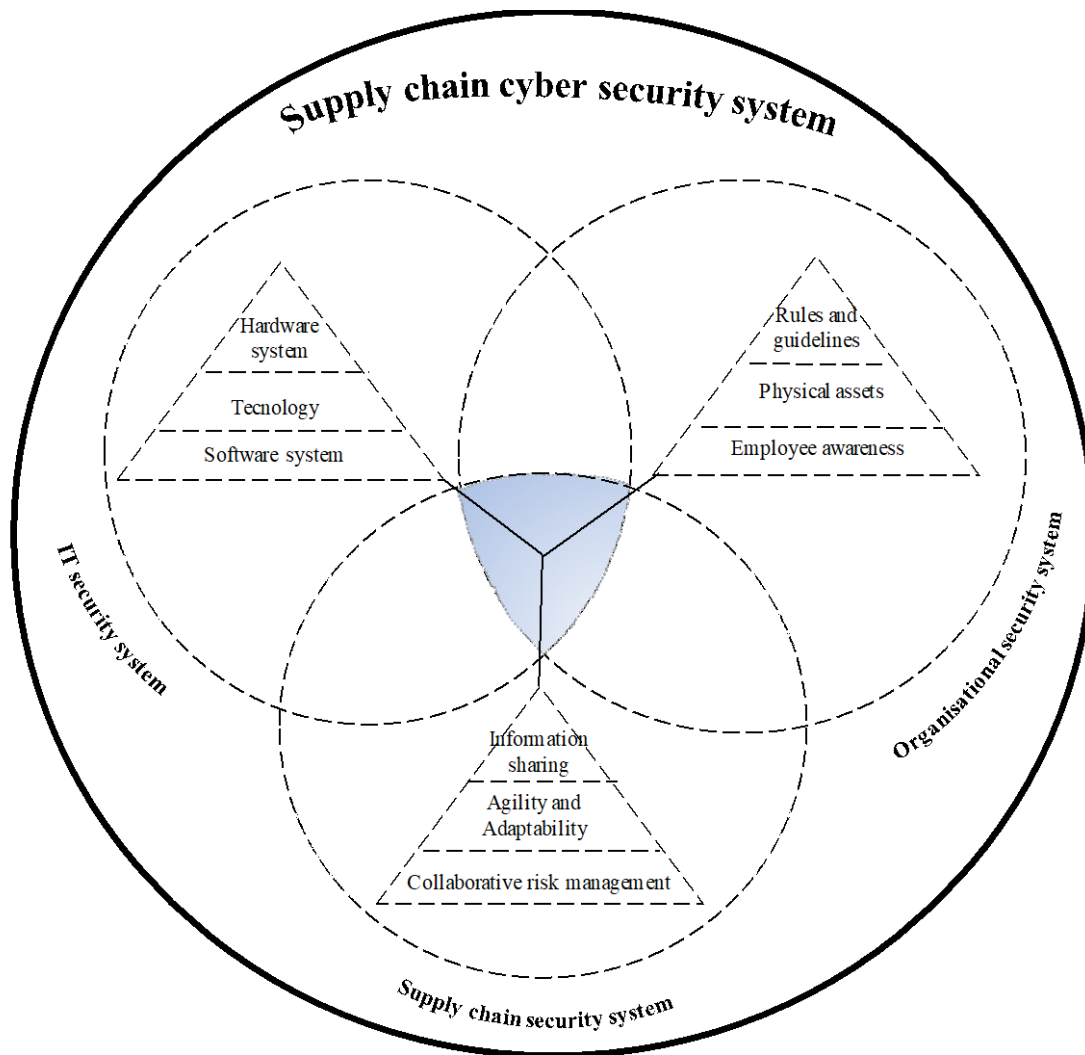 Supply chain cyber security system
Hardware
system
Tecnology
Software system
Rules and
guidelines
Physical assets
Employee awareness
IT security system
Organisational security system
Information
sharing
Agility and
Adaptability
Collaborative risk management
Supply chain security system